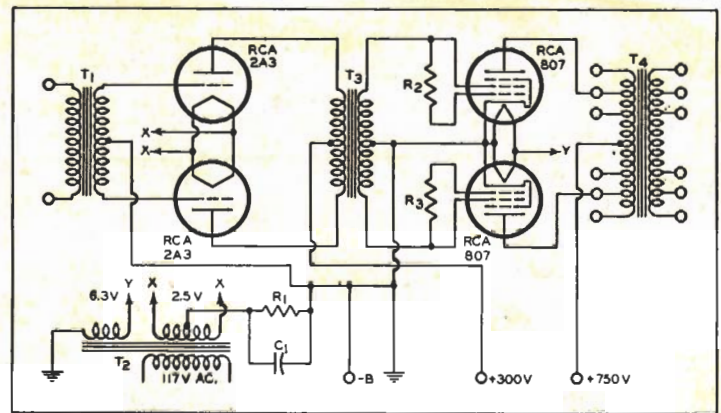 RCA
2A3
RCA
807
T1
T3
T4
R2
X
X
Y
R3
RCA
2A3
RCA
807
6.3V
Y
X
2.5V
X
R1
C1
T2
117V AC.
-B
+300V
+750V